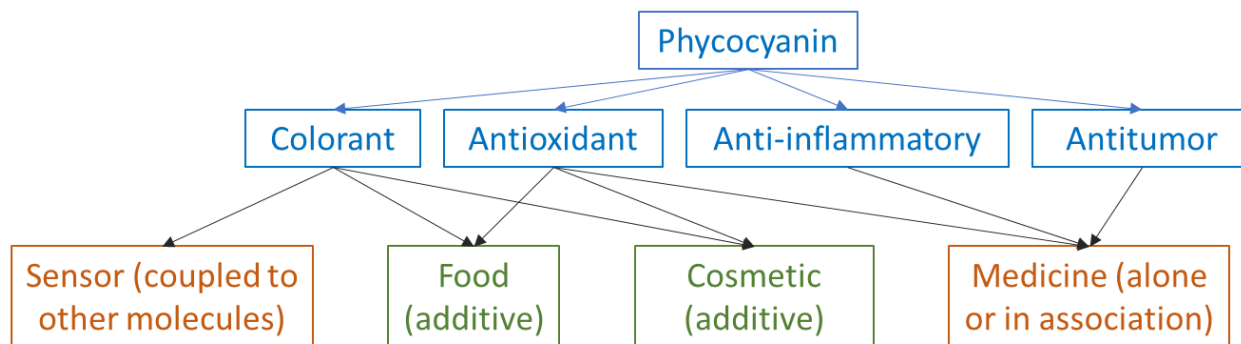 Phycocyanin
Colorant
Antioxidant
Anti-inflammatory
Antitumor
Sensor (coupled to
other molecules)
Food
(additive)
Cosmetic
(additive)
Medicine (alone
or in association)